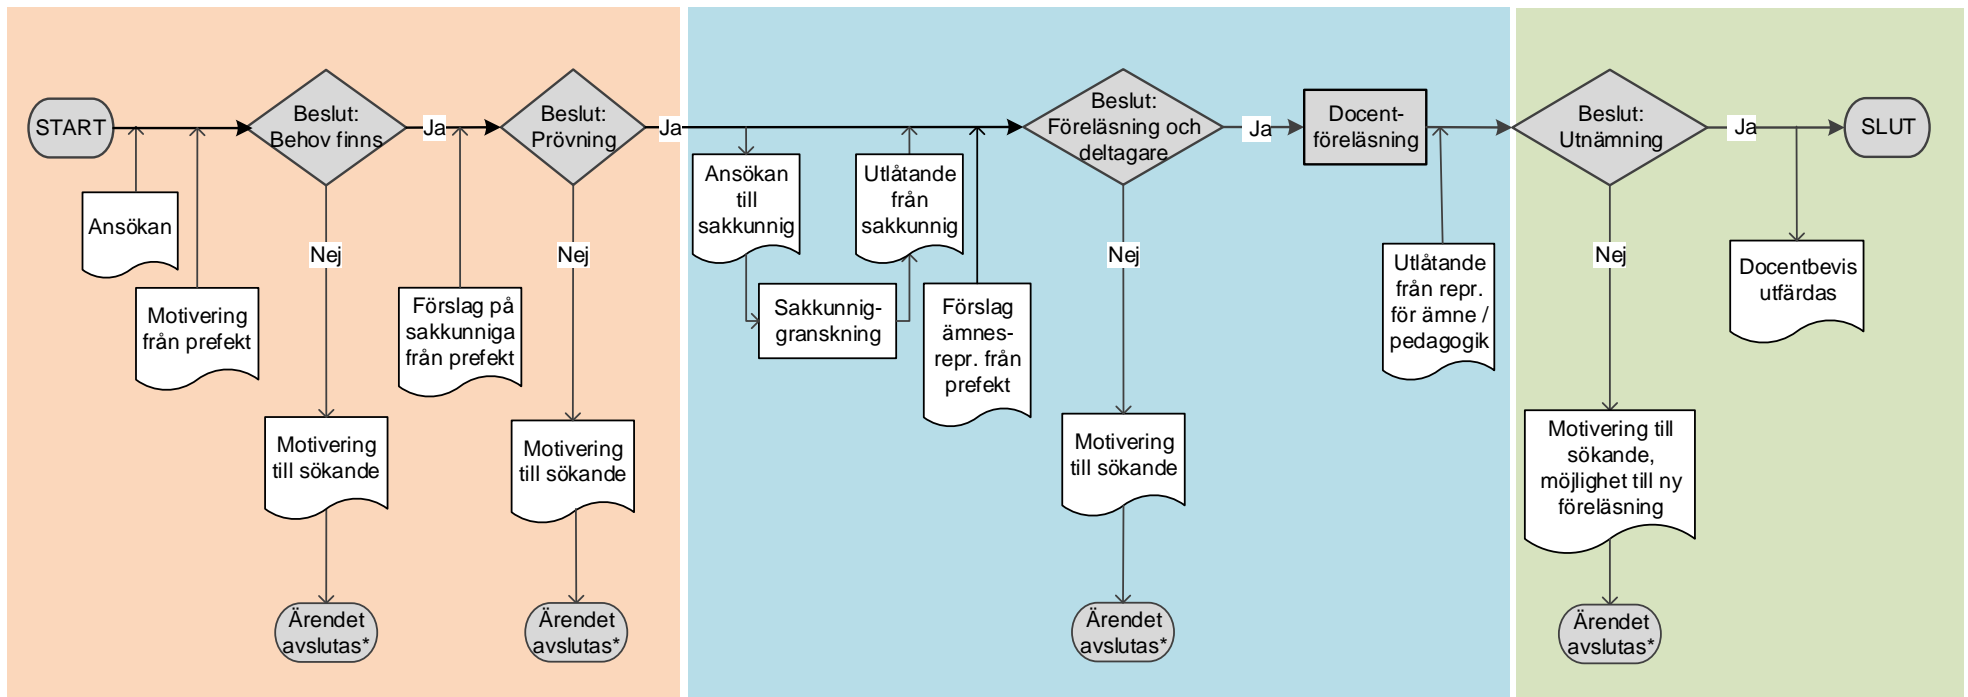 START
Ansökan
Motivering
från prefekt
Beslut:
Behov finns
Ja
Nej
Motivering
till sökande
Ärendet
avslutas*
Förslag på
sakkunniga
från prefekt
Beslut:
Prövning
Ja
Nej
Motivering
till sökande
Ärendet
avslutas*
Ansökan
till
sakkunnig
Sakkunnig-
granskning
Utlåtande
från
sakkunnig
Förslag
ämnes-
repr. från
prefekt
Beslut:
Föreläsning och
deltagare
Ja
Nej
Motivering
till sökande
Ärendet
avslutas*
Docent-
föreläsning
Utlåtande
från repr.
för ämne /
pedagogik
Beslut:
Utnämning
Ja
Nej
Motivering till
sökande,
möjlighet till ny
föreläsning
Ärendet
avslutas*
Docentbevis
utfärdas
SLUT